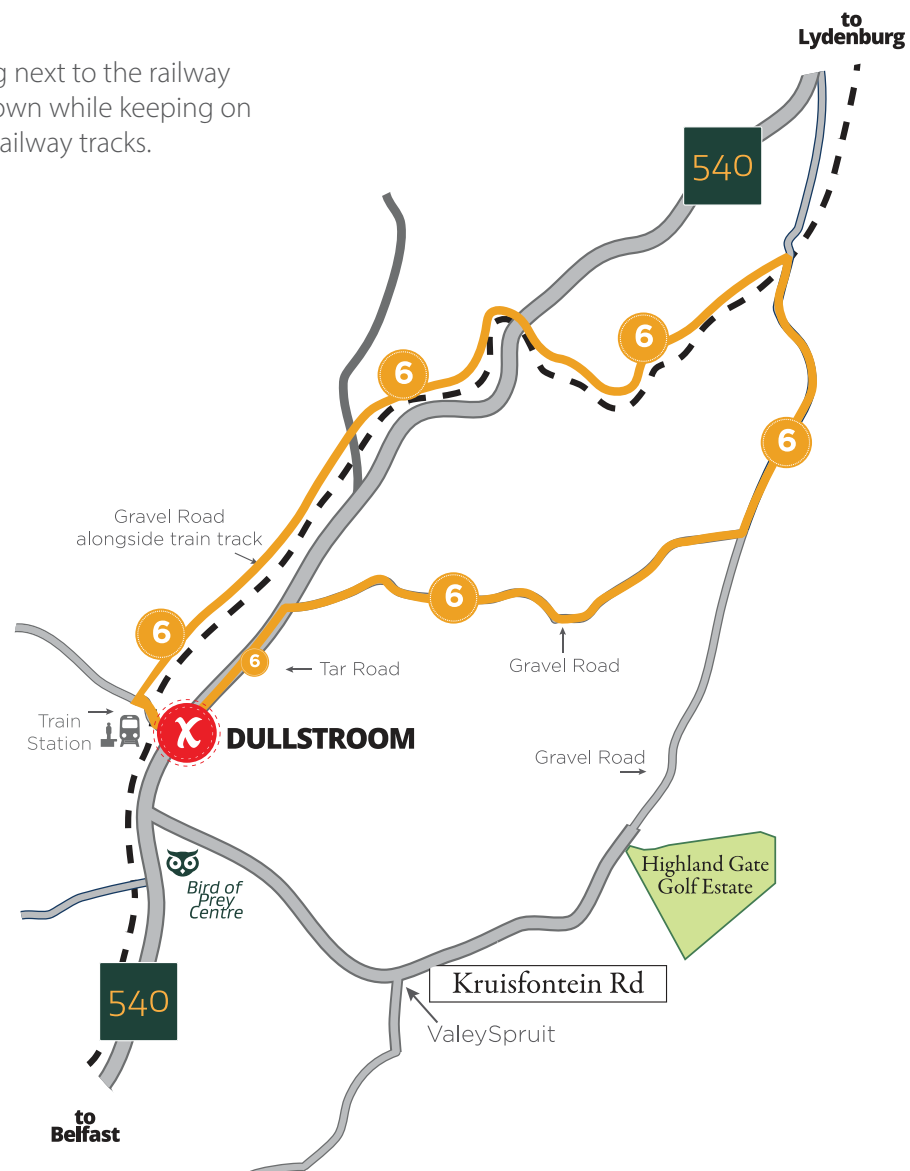 to
Lydenburg
g next to the railway
own while keeping on
ailway tracks.
540
6
6
6
Gravel Road
alongside train track
6
6
6
Tar Road
Gravel Road
Train
Station
X
DULLSTROOM
Gravel Road
Highland Gate
Golf Estate
Bird of
Prey
Centre
Kruisfontein Rd
540
ValeySpruit
to
Belfast